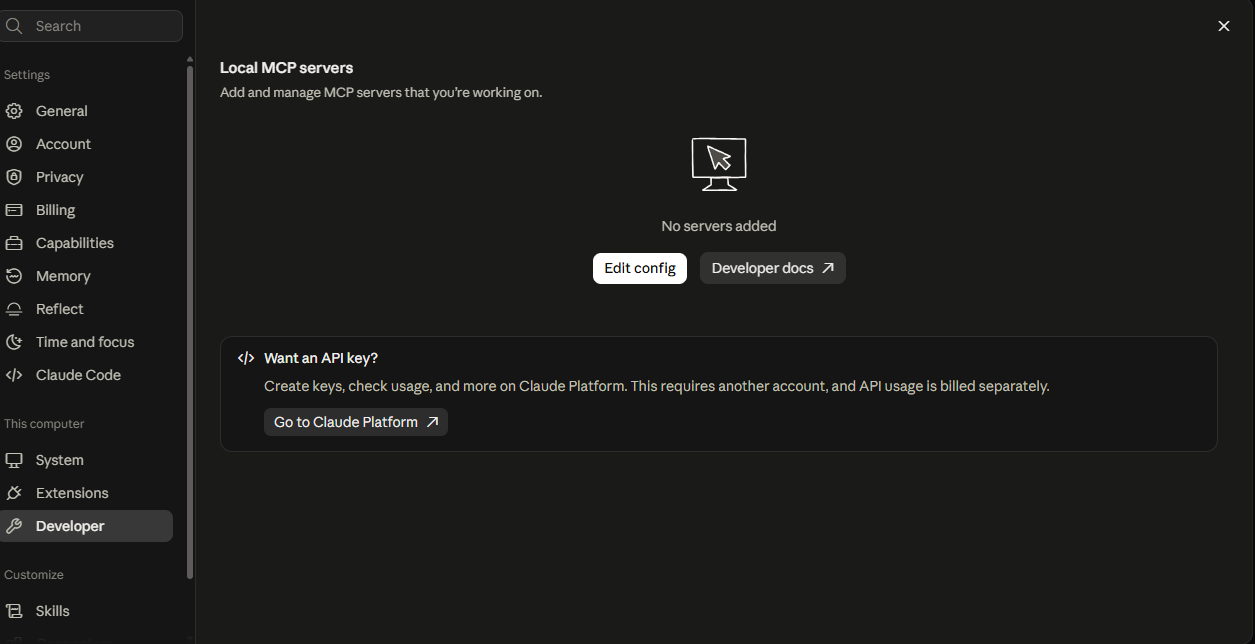 Search
Settings
General
Account
Privacy
Billing
Capabilities
Memory
Reflect
Time and focus
Claude Code
This computer
System
Extensions
Developer
Customize
Skills
Local MCP servers
Add and manage MCP servers that you're working on.
No servers added
Edit config
Developer docs
Want an API key?
Create keys, check usage, and more on Claude Platform. This requires another account, and API usage is billed separately.
Go to Claude Platform